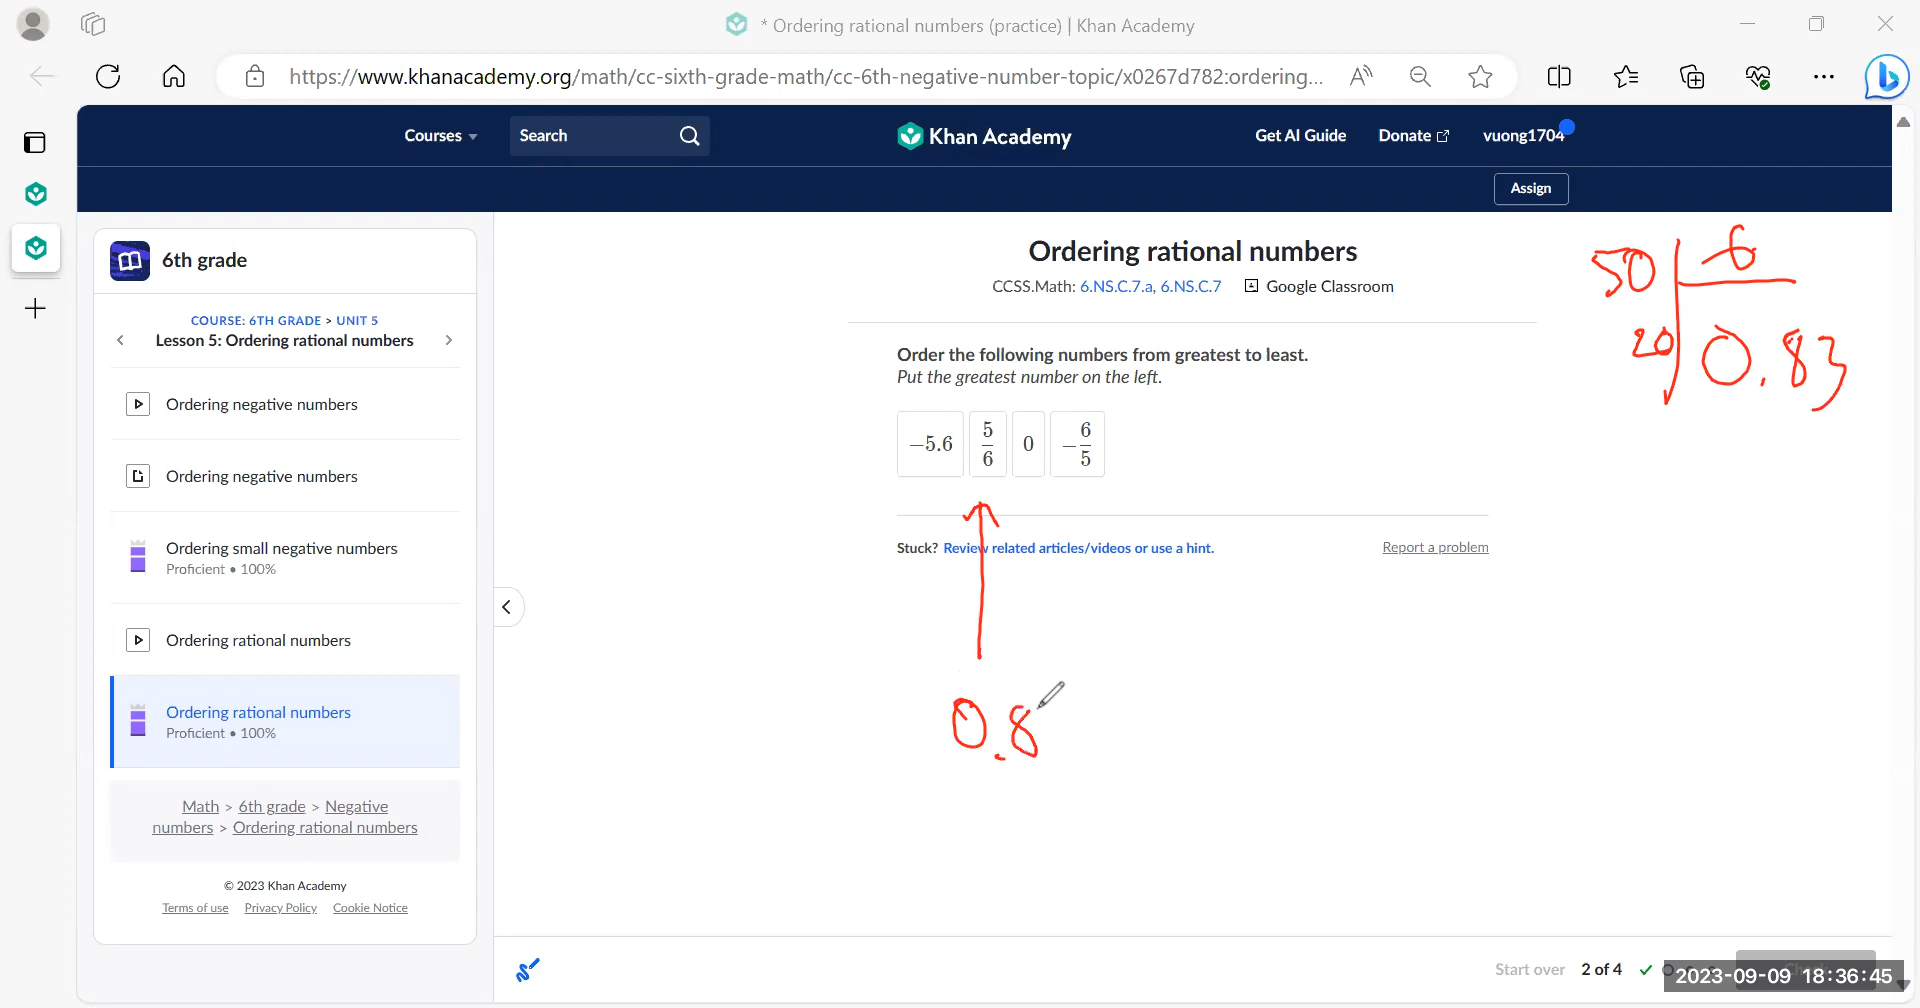 * Ordering rational numbers (practice) | Khan Academy
https://www.khanacademy.org/math/cc-sixth-grade-math/cc-6th-negative-number-topic/x0267d782:ordering...
Courses
Search
Khan Academy
Get AI Guide
Donate
vuong1704
Assign
6th grade
COURSE: 6TH GRADE > UNIT 5
Lesson 5: Ordering rational numbers
Ordering negative numbers
Ordering negative numbers
Ordering small negative numbers
Proficient • 100%
Ordering rational numbers
Ordering rational numbers
Proficient • 100%
Math > 6th grade > Negative
numbers > Ordering rational numbers
© 2023 Khan Academy
Terms of use Privacy Policy Cookie Notice
Ordering rational numbers
CCSS.Math: 6.NS.C.7.a, 6.NS.C.7 Google Classroom
Order the following numbers from greatest to least.
Put the greatest number on the left.
−5.6 5/6 0 −6/5
Stuck? Review related articles/videos or use a hint.
Report a problem
50 6
20 0.83
0.8
Start over 2 of 4
2023-09-09 18:36:45